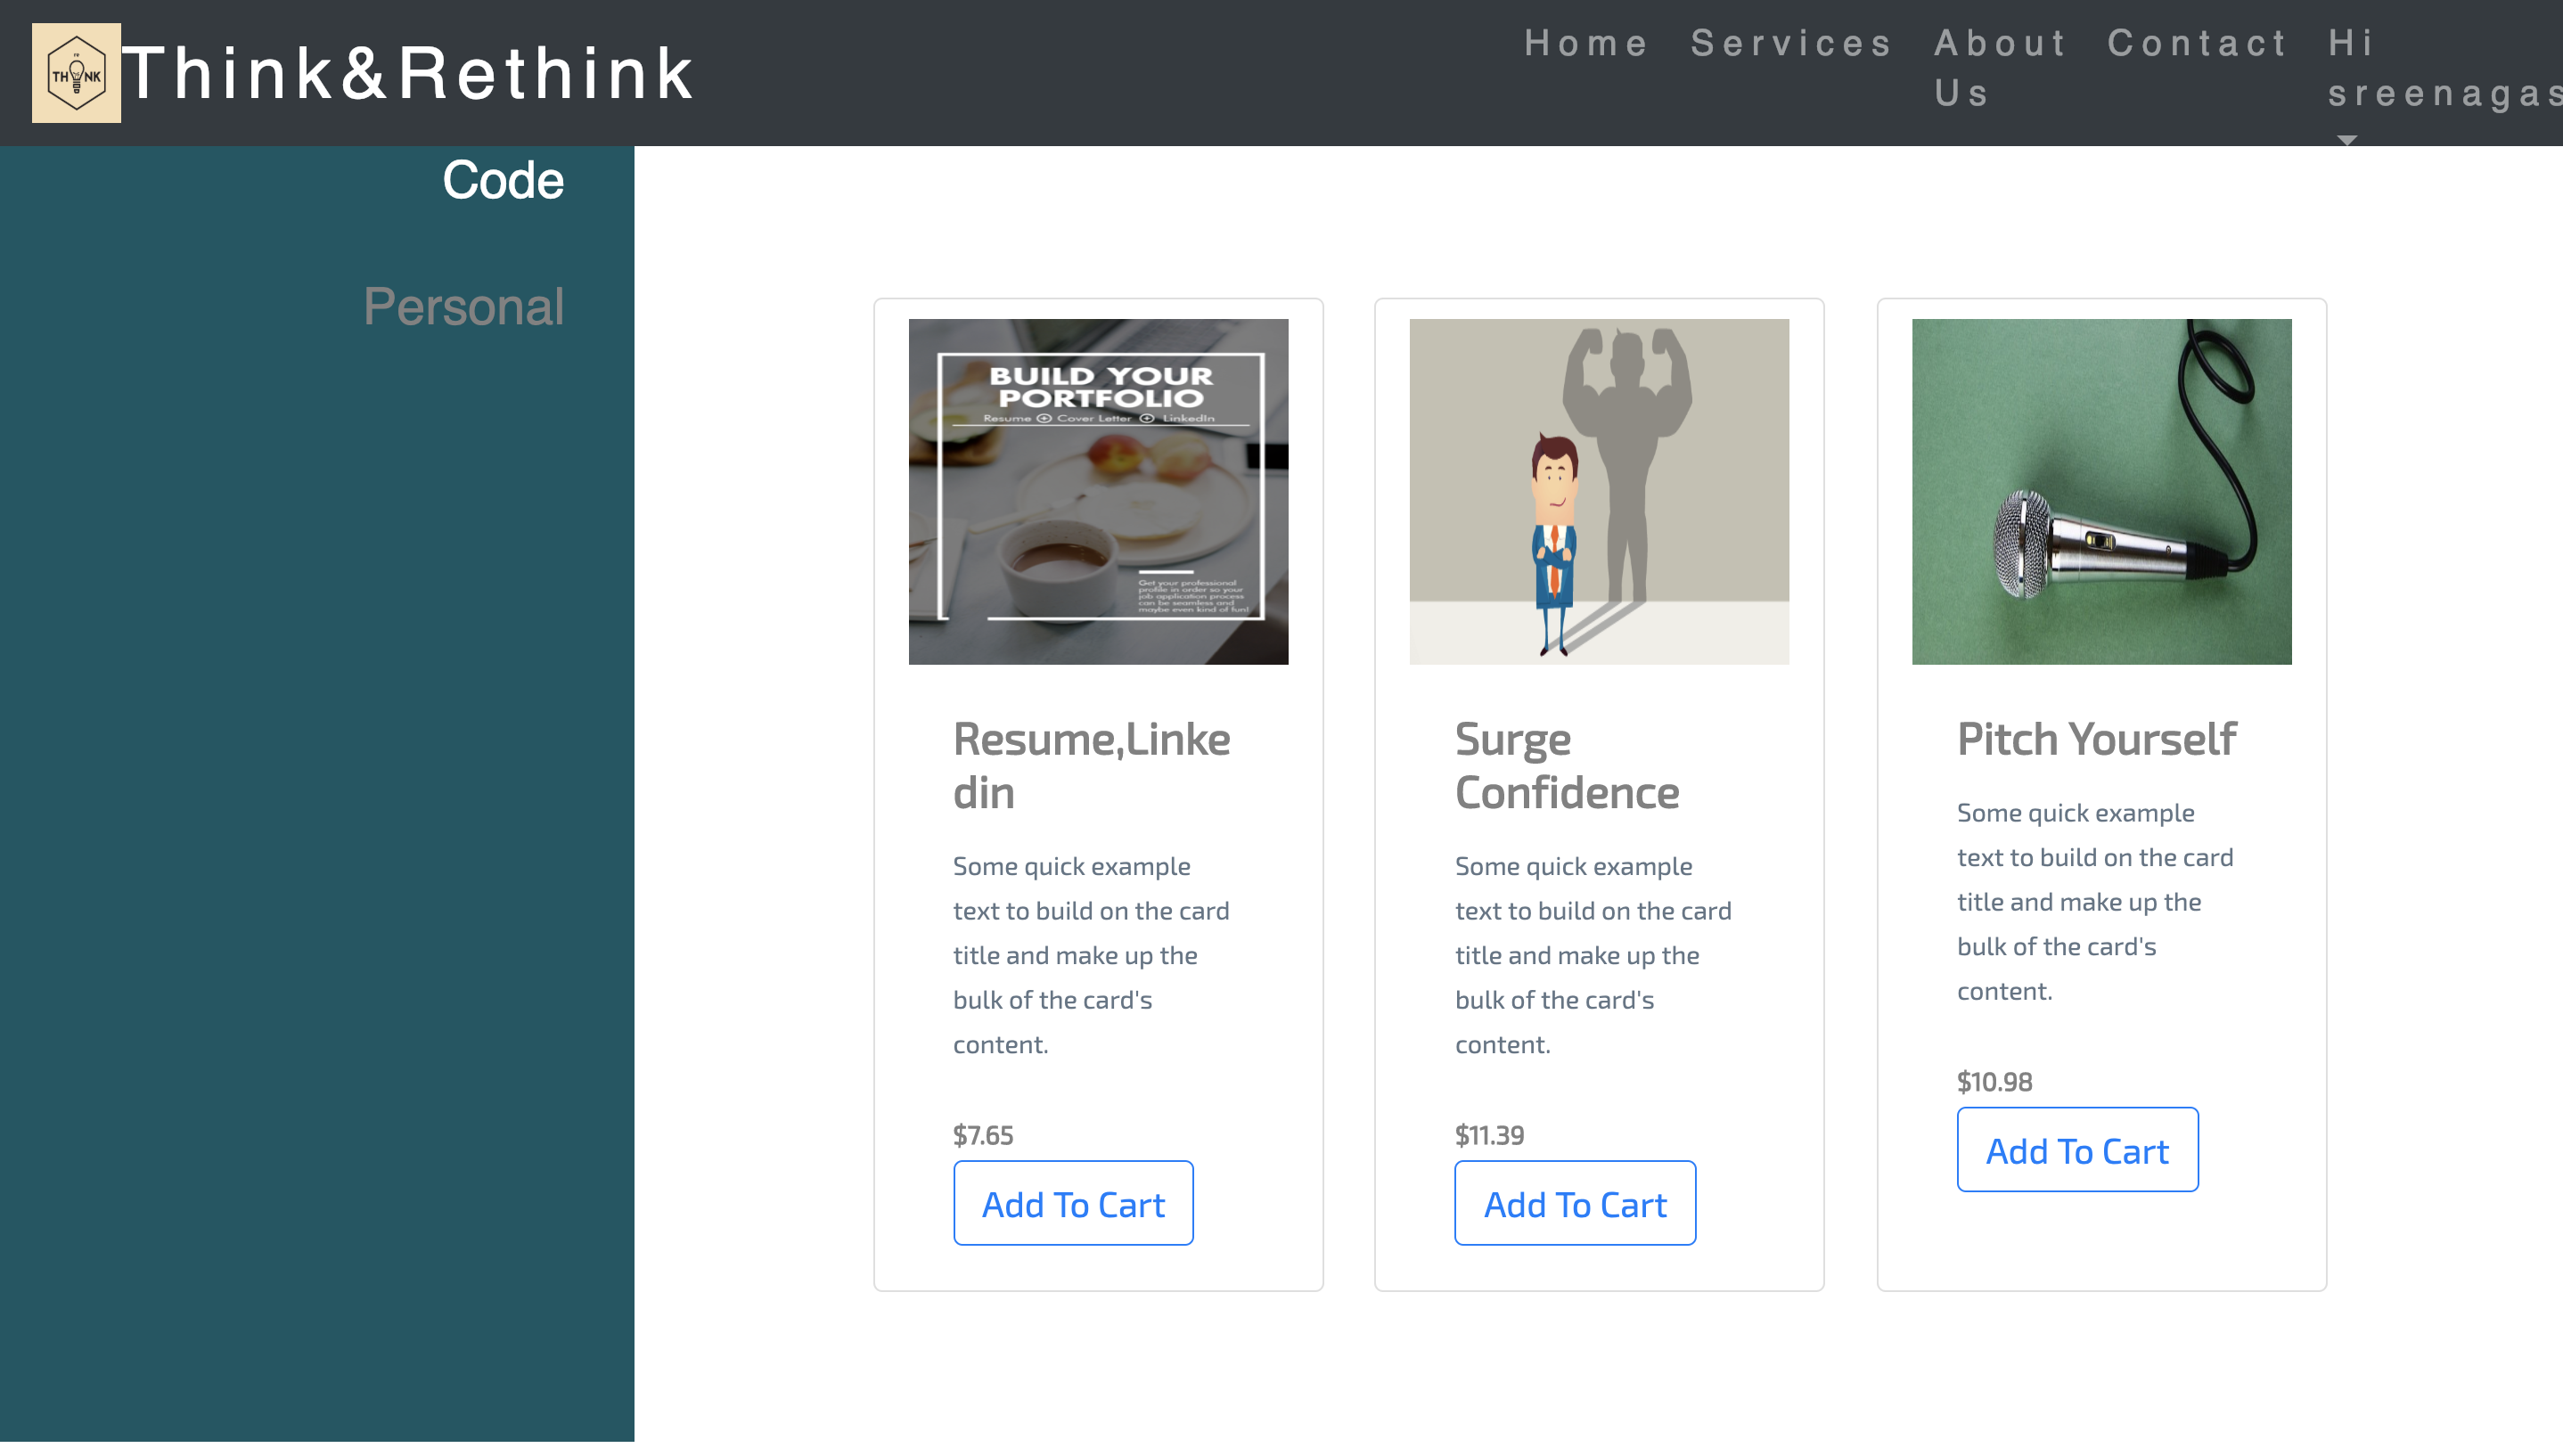 TH NK
Think&Rethink
Home Services About Us Contact Hi sreenagas
Code
Personal
BUILD YOUR
PORTFOLIO
Resume Cover Letter LinkedIn
Get your professional
profile in order so your
job application process
can be seamless and
maybe even kind of fun!
Resume,Linke
din
Some quick example
text to build on the card
title and make up the
bulk of the card's
content.
$7.65
Add To Cart
Surge
Confidence
Some quick example
text to build on the card
title and make up the
bulk of the card's
content.
$11.39
Add To Cart
Pitch Yourself
Some quick example
text to build on the card
title and make up the
bulk of the card's
content.
$10.98
Add To Cart